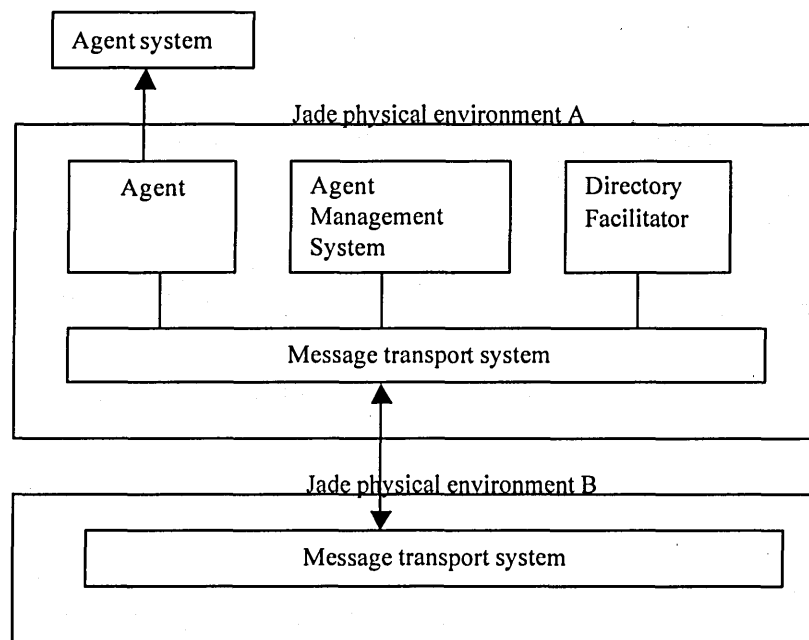 Agent system
Jade physical environment A
Agent
Agent
Management
System
Directory
Facilitator
Message transport system
Jade physical environment B
Message transport system